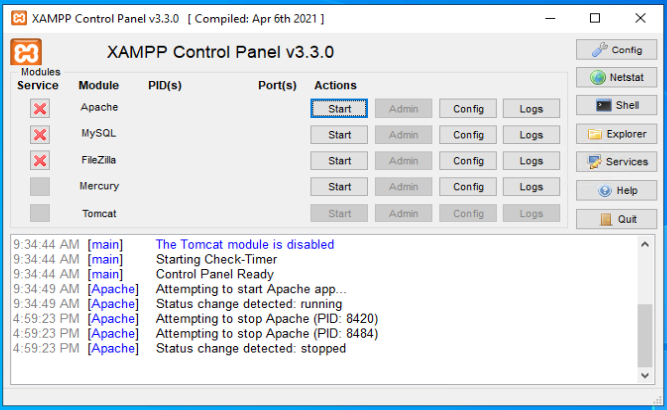 XAMPP Control Panel v3.3.0 [ Compiled: Apr 6th 2021 ]
XAMPP Control Panel v3.3.0
Config
Modules
Service Module PID(s) Port(s) Actions
Netstat
Apache Start Admin Config Logs
Shell
MySQL Start Admin Config Logs
Explorer
FileZilla Start Admin Config Logs
Services
Mercury Start Admin Config Logs
Help
Tomcat Start Admin Config Logs
Quit
9:34:44 AM [main] The Tomcat module is disabled
9:34:44 AM [main] Starting Check-Timer
9:34:44 AM [main] Control Panel Ready
9:34:49 AM [Apache] Attempting to start Apache app...
9:34:49 AM [Apache] Status change detected: running
4:59:23 PM [Apache] Attempting to stop Apache (PID: 8420)
4:59:23 PM [Apache] Attempting to stop Apache (PID: 8484)
4:59:23 PM [Apache] Status change detected: stopped